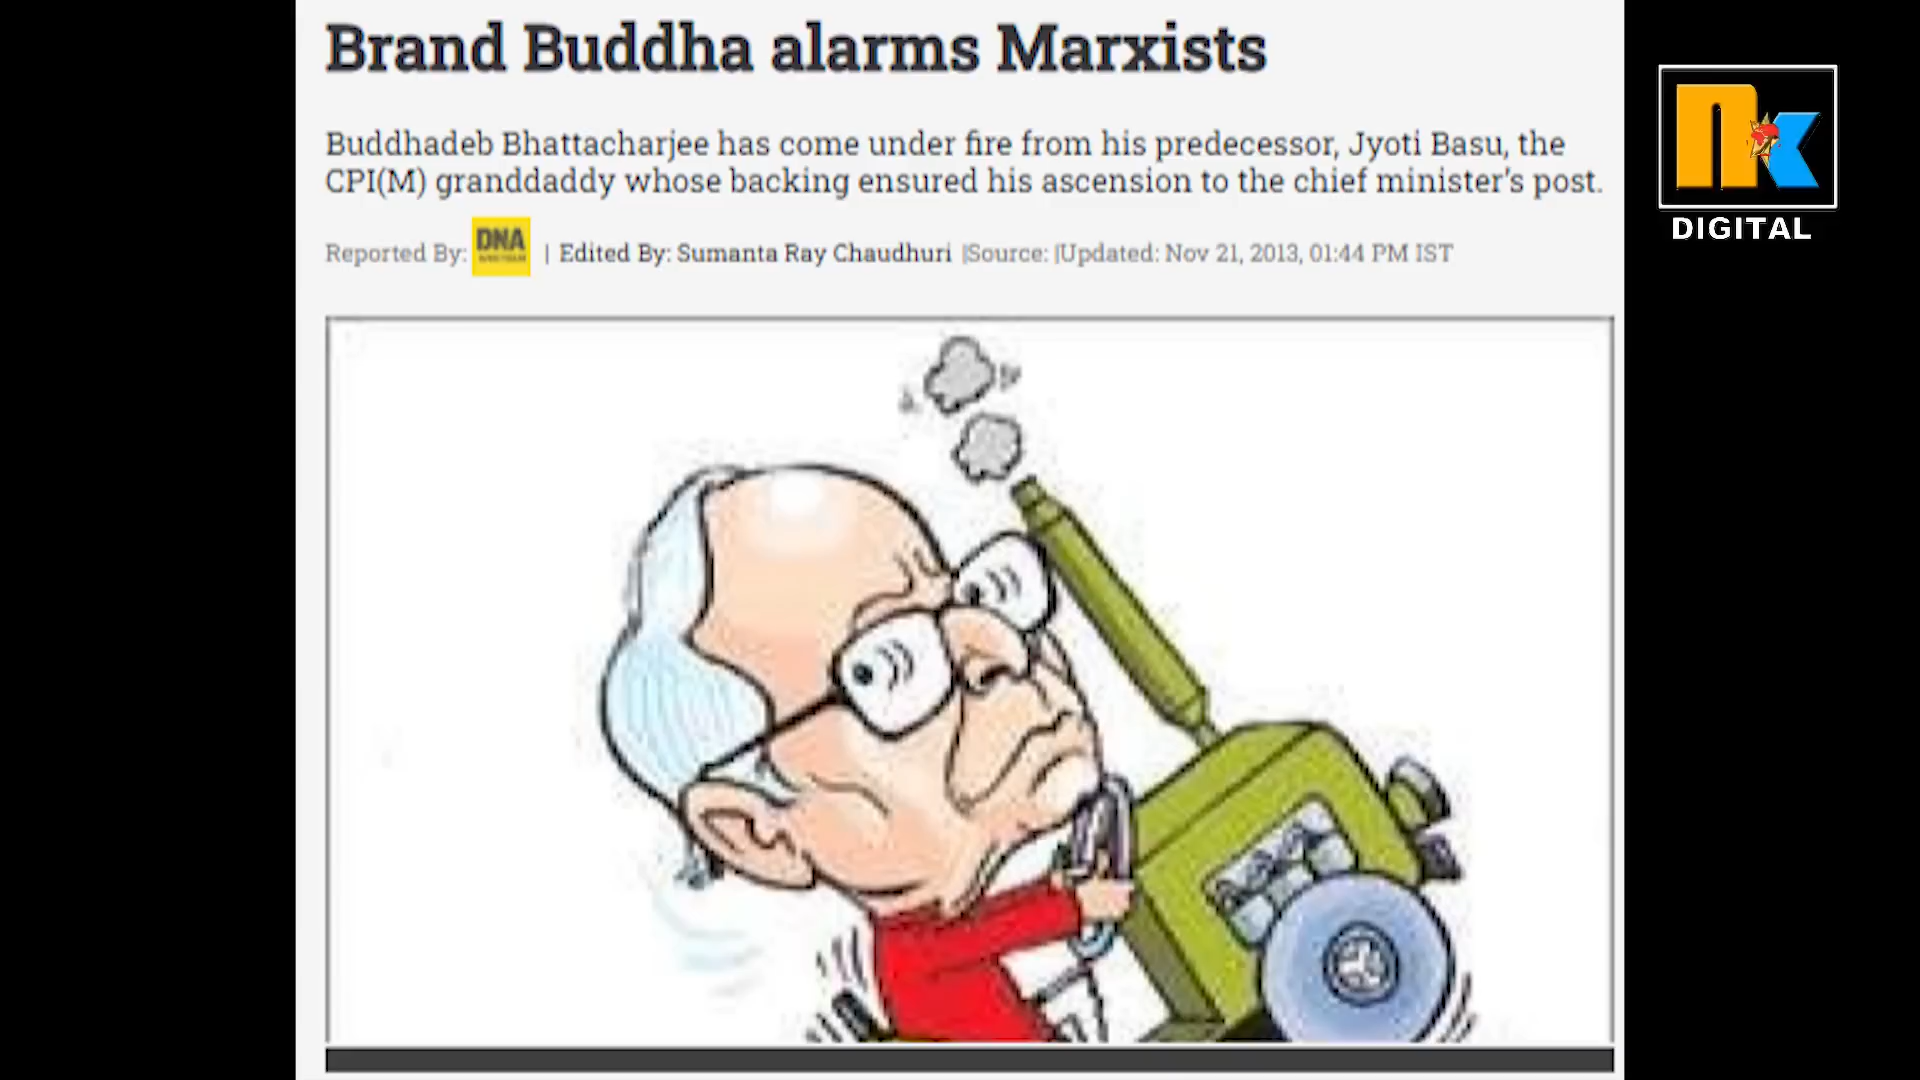 Brand Buddha alarms Marxists
Buddhadeb Bhattacharjee has come under fire from his predecessor, Jyoti Basu, the
CPI(M) granddaddy whose backing ensured his ascension to the chief minister's post.
Reported By: DNA | Edited By: Sumanta Ray Chaudhuri |Source: |Updated: Nov 21, 2013, 01:44 PM IST
NK
DIGITAL